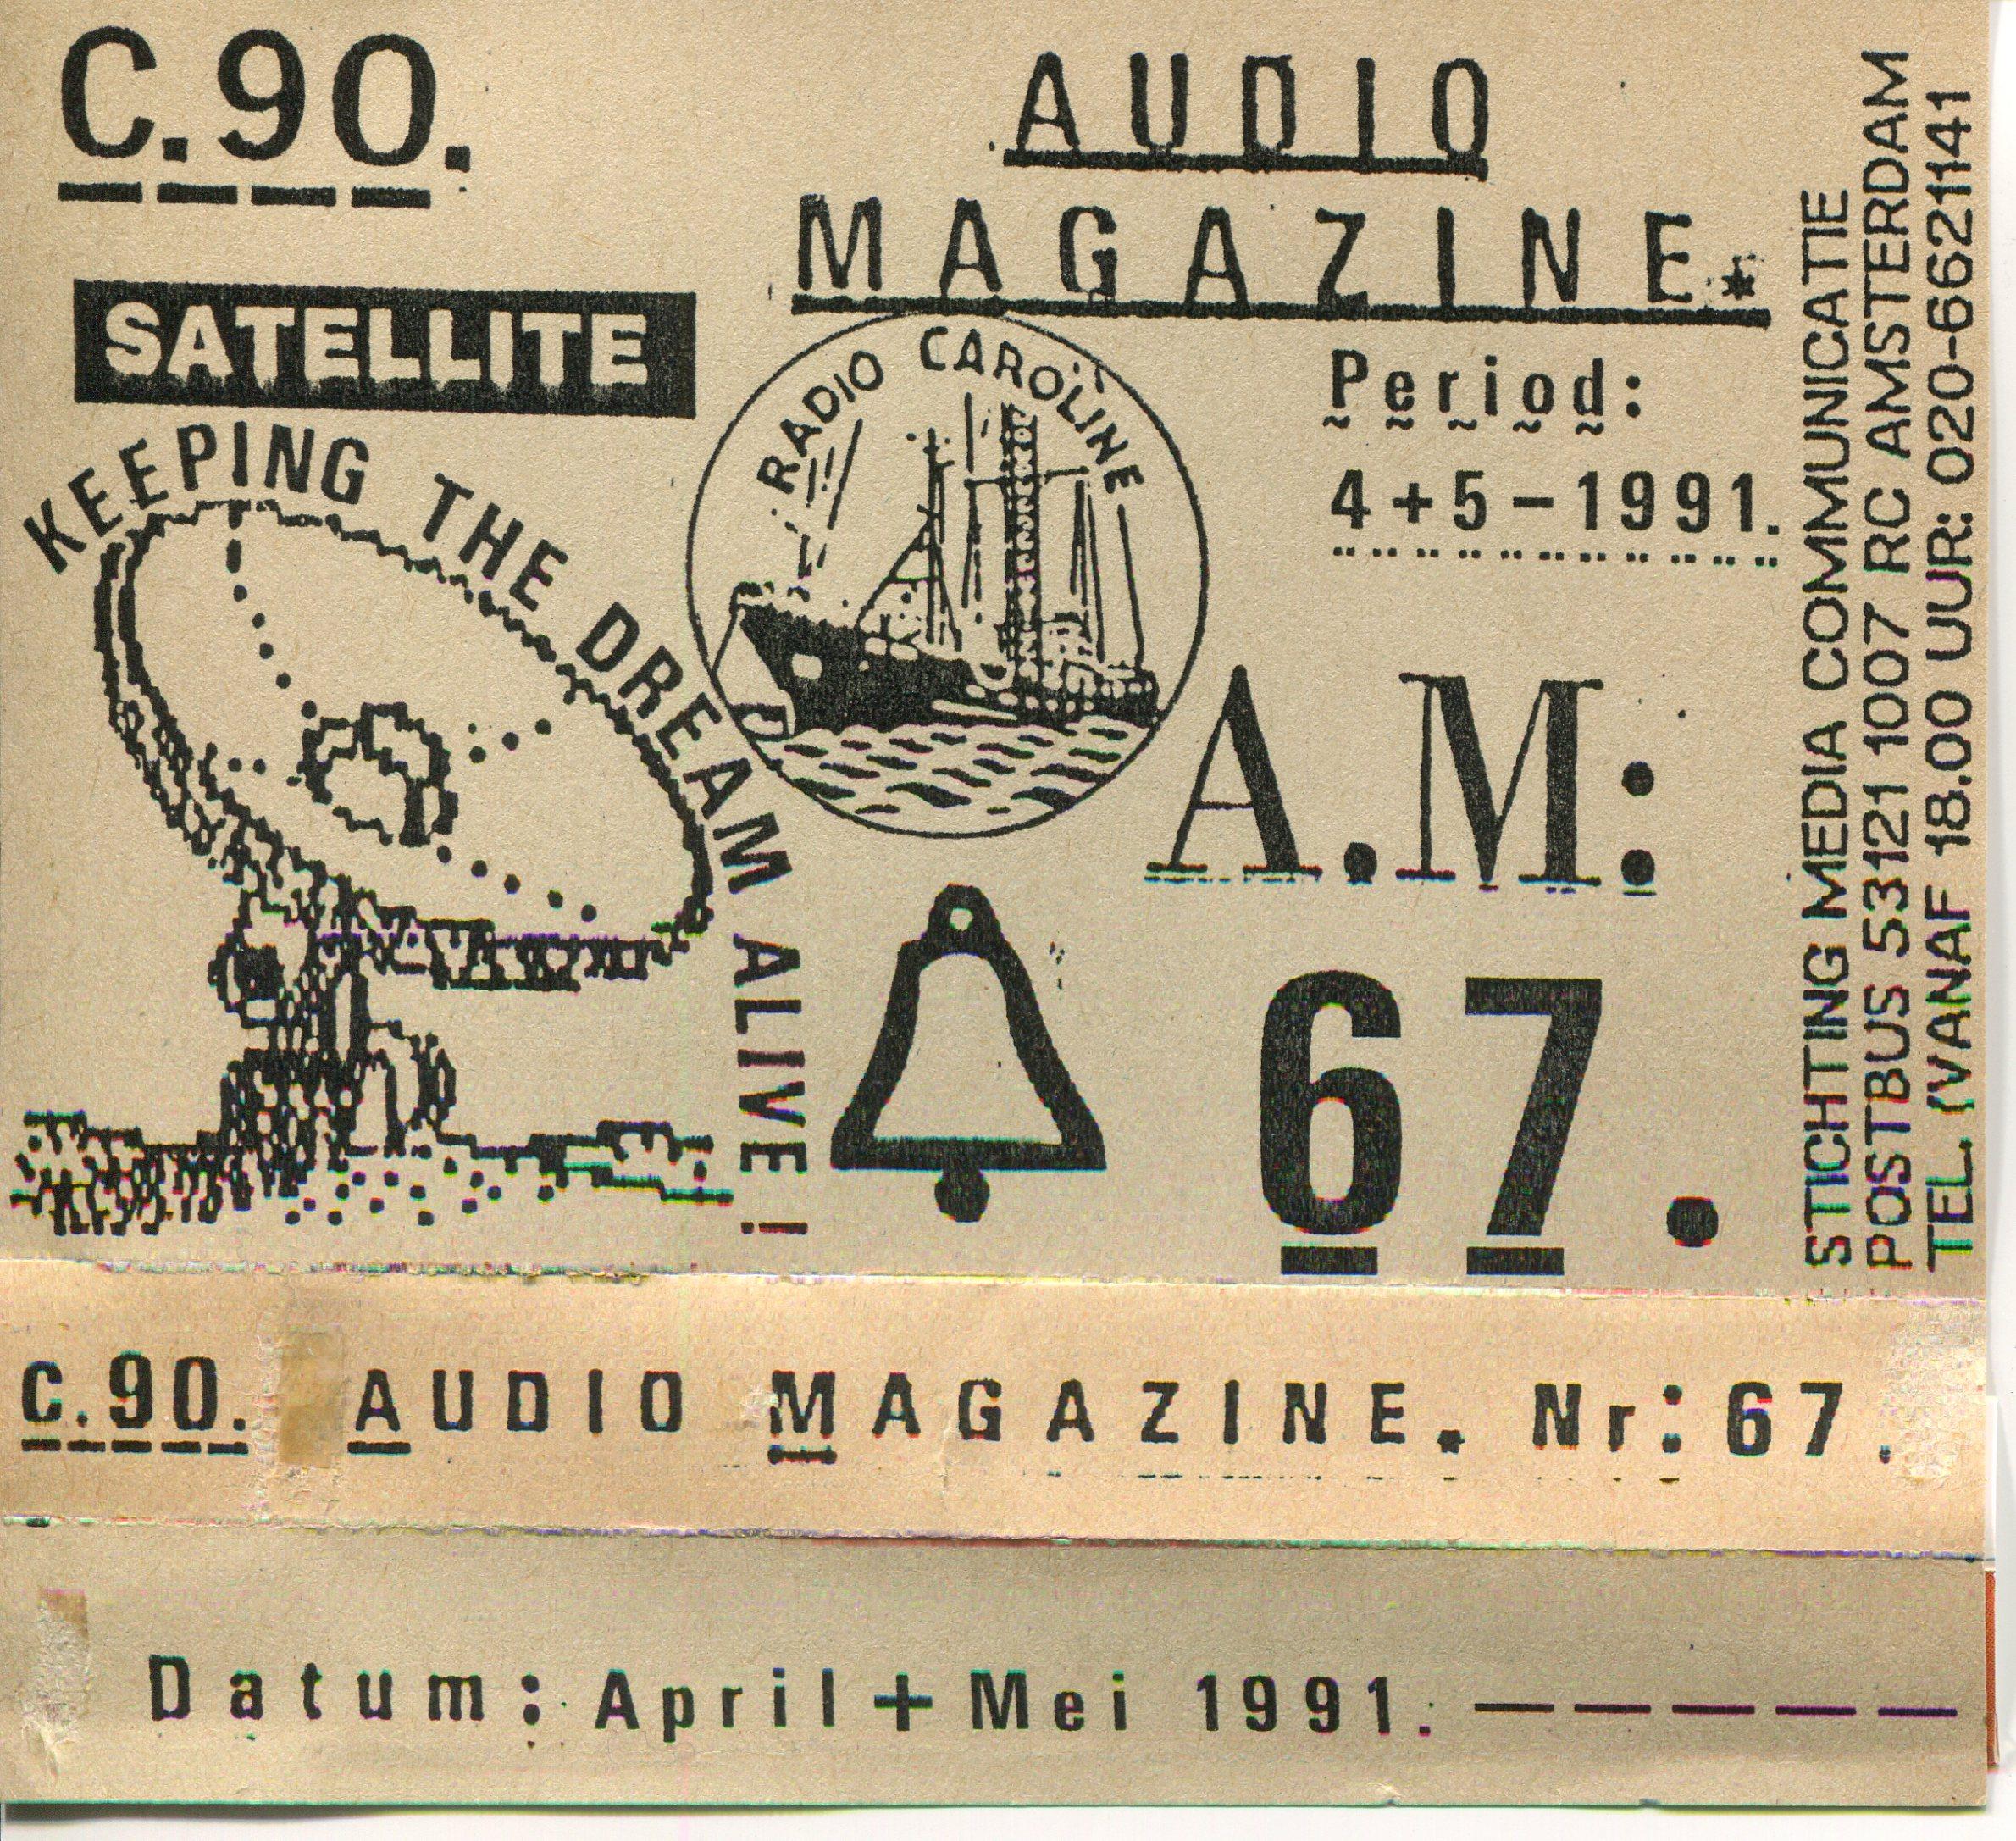 C.90.
AUDIO
MAGAZINE.*
SATELLITE
KEEPING THE DREAM ALIVE!
RADIO CAROLINE
Period:
4+5-1991.
A.M:
67.
STICHTING MEDIA COMMUNICATIE
POSTBUS 53121 1007 RC AMSTERDAM
TEL. (VANAF 18.00 UUR: 020-6621141
C.90. AUDIO MAGAZINE. Nr:67.
Datum: April+Mei 1991.-----